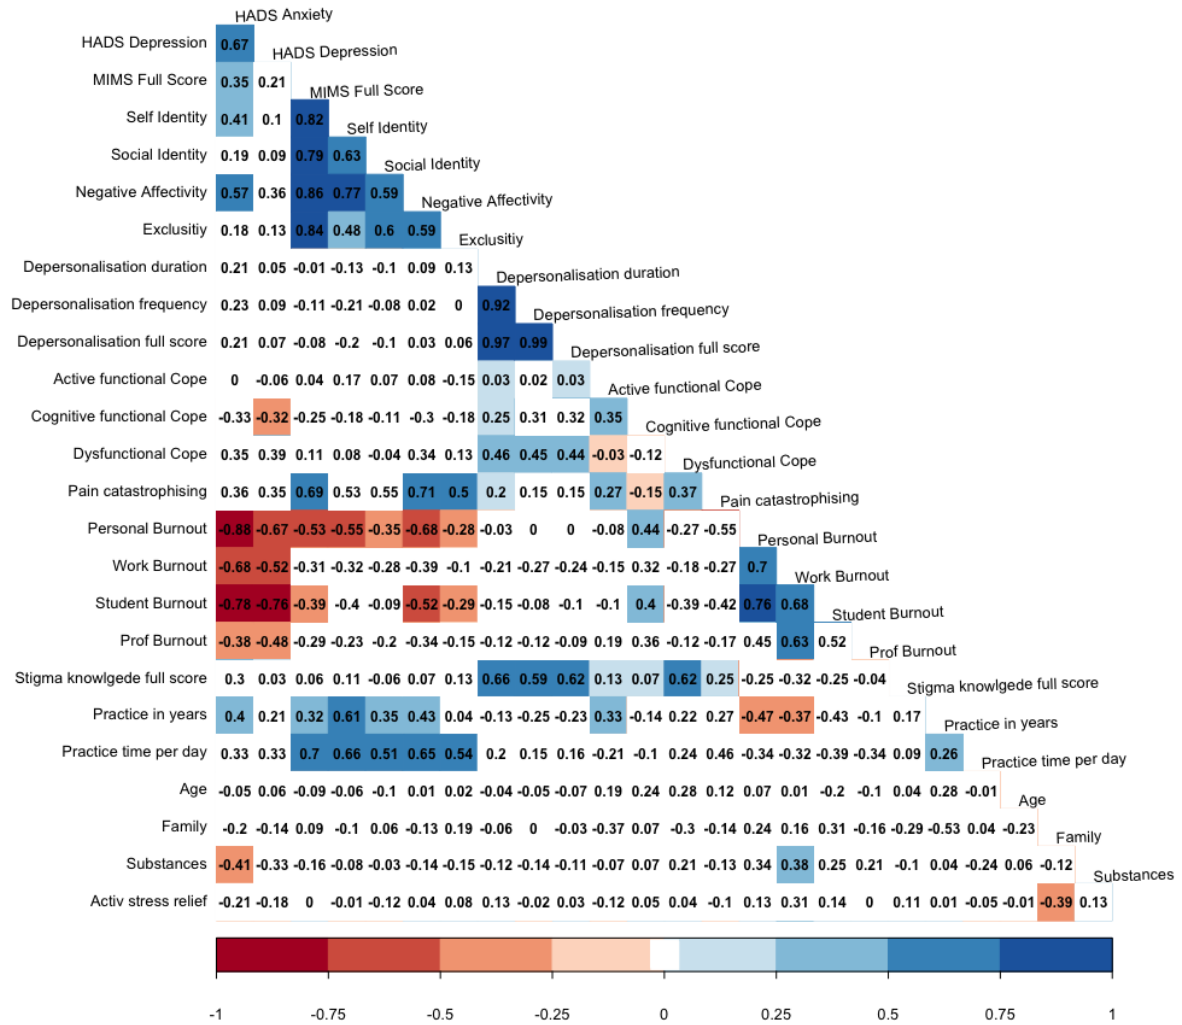 HADS Anxiety
HADS Depression 0.67 HADS Depression
MIMS Full Score 0.35 0.21 MIMS Full Score
Self Identity 0.41 0.1 0.82 Self Identity
Social Identity 0.19 0.09 0.79 0.63 Social Identity
Negative Affectivity 0.57 0.36 0.86 0.77 0.59 Negative Affectivity
Exclusitiy 0.18 0.13 0.84 0.48 0.6 0.59 Exclusitiy
Depersonalisation duration 0.21 0.05 -0.01 -0.13 -0.1 0.09 0.13 Depersonalisation duration
Depersonalisation frequency 0.23 0.09 -0.11 -0.21 -0.08 0.02 0 0.92 Depersonalisation frequency
Depersonalisation full score 0.21 0.07 -0.08 -0.2 -0.1 0.03 0.06 0.97 0.99 Depersonalisation full score
Active functional Cope 0 -0.06 0.04 0.17 0.07 0.08 -0.15 0.03 0.02 0.03 Active functional Cope
Cognitive functional Cope -0.33 -0.32 -0.25 -0.18 -0.11 -0.3 -0.18 0.25 0.31 0.32 0.35 Cognitive functional Cope
Dysfunctional Cope 0.35 0.39 0.11 0.08 -0.04 0.34 0.13 0.46 0.45 0.44 -0.03 -0.12 Dysfunctional Cope
Pain catastrophising 0.36 0.35 0.69 0.53 0.55 0.71 0.5 0.2 0.15 0.15 0.27 -0.15 0.37 Pain catastrophising
Personal Burnout -0.68 -0.67 -0.53 -0.55 -0.35 -0.68 -0.28 -0.03 0 0 -0.08 0.44 -0.27 -0.55 Personal Burnout
Work Burnout -0.68 -0.52 -0.31 -0.32 -0.28 -0.39 -0.1 -0.21 -0.27 -0.24 -0.15 0.32 -0.18 -0.27 0.7 Work Burnout
Student Burnout -0.78 -0.76 -0.39 -0.4 -0.09 -0.52 -0.29 -0.15 -0.08 -0.1 -0.1 0.4 -0.39 -0.42 0.76 0.68 Student Burnout
Prof Burnout -0.38 -0.48 -0.29 -0.23 -0.2 -0.34 -0.15 -0.12 -0.12 -0.09 0.19 0.36 -0.12 -0.17 0.45 0.63 0.52 Prof Burnout
Stigma knowlgede full score 0.3 0.03 0.06 0.11 -0.06 0.07 0.13 0.66 0.59 0.62 0.13 0.07 0.62 0.25 -0.25 -0.32 -0.25 -0.04 Stigma knowlgede full score
Practice in years 0.4 0.21 0.32 0.61 0.35 0.43 0.04 -0.13 -0.25 -0.23 0.33 -0.14 0.22 0.27 -0.47 -0.37 -0.43 -0.1 0.17 Practice in years
Practice time per day 0.33 0.33 0.7 0.66 0.51 0.65 0.54 0.2 0.15 0.16 -0.21 -0.1 0.24 0.46 -0.34 -0.32 -0.39 -0.34 0.09 0.26 Practice time per day
Age -0.05 0.06 -0.09 -0.06 -0.1 0.01 0.02 -0.04 -0.05 -0.07 0.19 0.24 0.28 0.12 0.07 0.01 -0.2 -0.1 0.04 0.28 -0.01 Age
Family -0.2 -0.14 0.09 -0.1 0.06 -0.13 0.19 -0.06 0 -0.03 -0.37 0.07 -0.3 -0.14 0.24 0.16 0.31 -0.16 -0.29 -0.53 0.04 -0.23 Family
Substances -0.41 -0.33 -0.16 -0.08 -0.03 -0.14 -0.15 -0.12 -0.14 -0.11 -0.07 0.07 0.21 -0.13 0.34 0.38 0.25 0.21 -0.1 0.04 -0.24 0.06 -0.12 Substances
Activ stress relief -0.21 -0.18 0 -0.01 -0.12 0.04 0.08 0.13 -0.02 0.03 -0.12 0.05 0.04 -0.1 0.13 0.31 0.14 0 0.11 0.01 -0.05 -0.01 -0.39 0.13
-1 -0.75 -0.5 -0.25 0 0.25 0.5 0.75 1